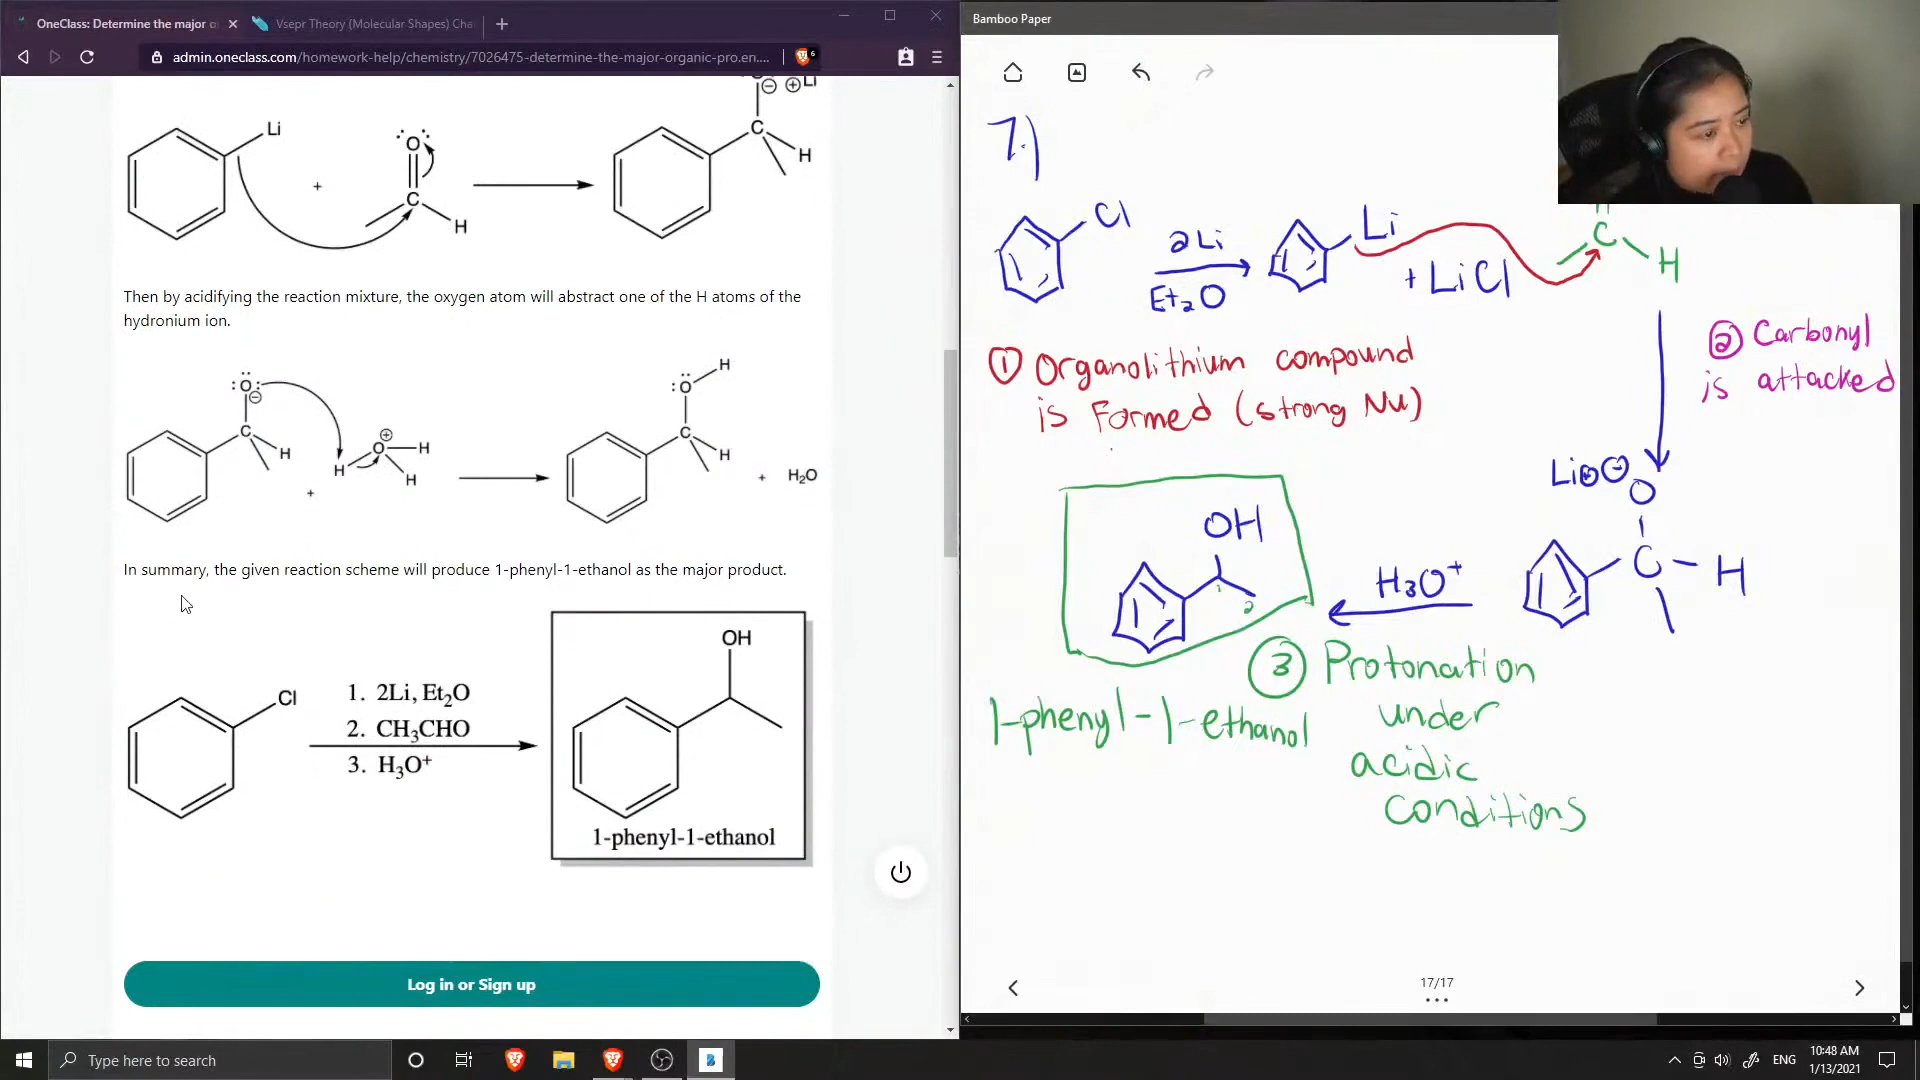 OneClass: Determine the major o
Vsepr Theory (Molecular Shapes) Cha
admin.oneclass.com/homework-help/chemistry/7026475-determine-the-major-organic-pro.en....
6
⊖ ⊕Li
Li
O
C
H
+
C
H
Then by acidifying the reaction mixture, the oxygen atom will abstract one of the H atoms of the
hydronium ion.
:O:
⊖
C
H
+
H
O
⊕
H
H
H
:O
C
H
+ H₂O
In summary, the given reaction scheme will produce 1-phenyl-1-ethanol as the major product.
Cl
1. 2Li, Et₂O
2. CH₃CHO
3. H₃O⁺
OH
1-phenyl-1-ethanol
Log in or Sign up
Bamboo Paper
7.)
Cl
2Li
Et₂O
Li
+ LiCl
C
H
① Organolithium compound
is Formed (strong Nu)
② Carbonyl
is attacked
Li⊕⊖
O
C - H
H₃O⁺
OH
1
2
③ Protonation
under
acidic
conditions
1-phenyl-1-ethanol
17/17
Type here to search
ENG
10:48 AM
1/13/2021